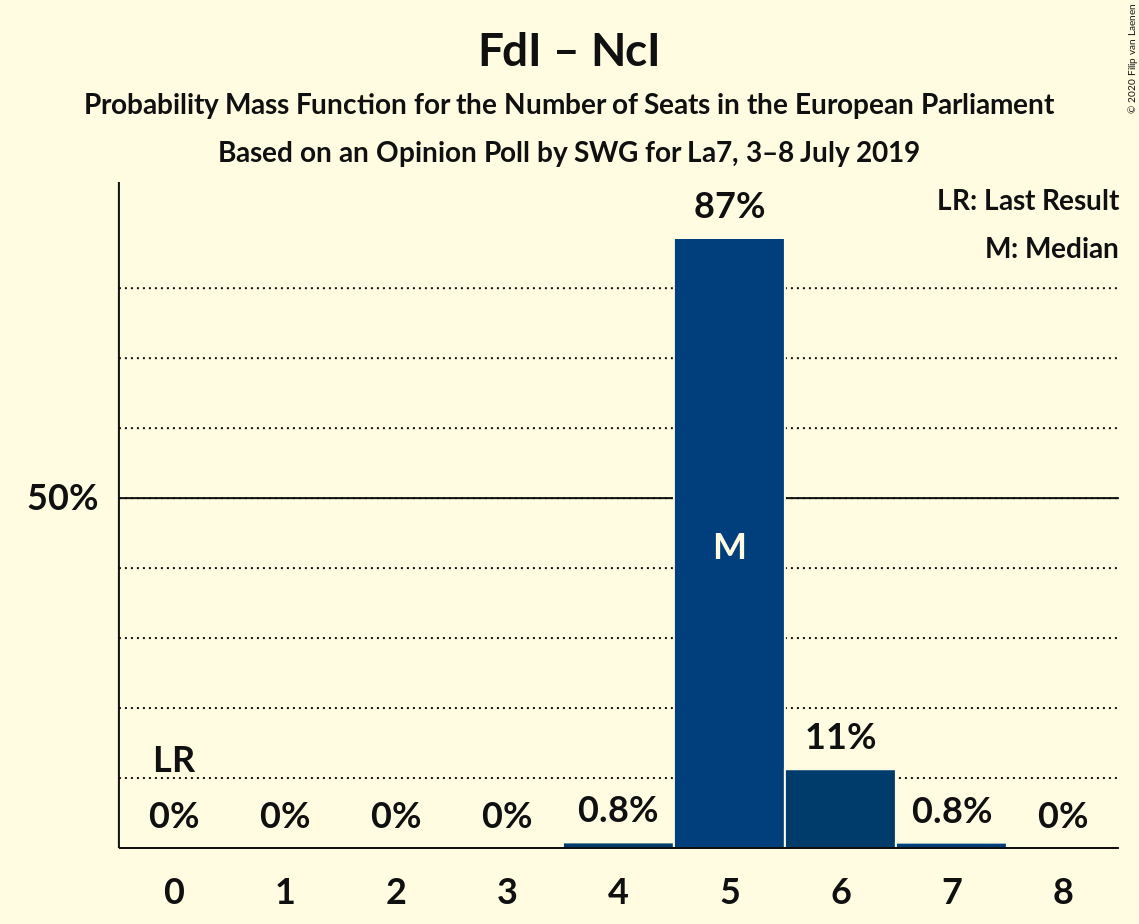 FdI – NcI
Probability Mass Function for the Number of Seats in the European Parliament
Based on an Opinion Poll by SWG for La7, 3–8 July 2019
© 2020 Filip van Laenen
LR: Last Result
M: Median
87%
50%
M
LR
11%
0% 0% 0% 0% 0.8% 0.8% 0%
0 1 2 3 4 5 6 7 8